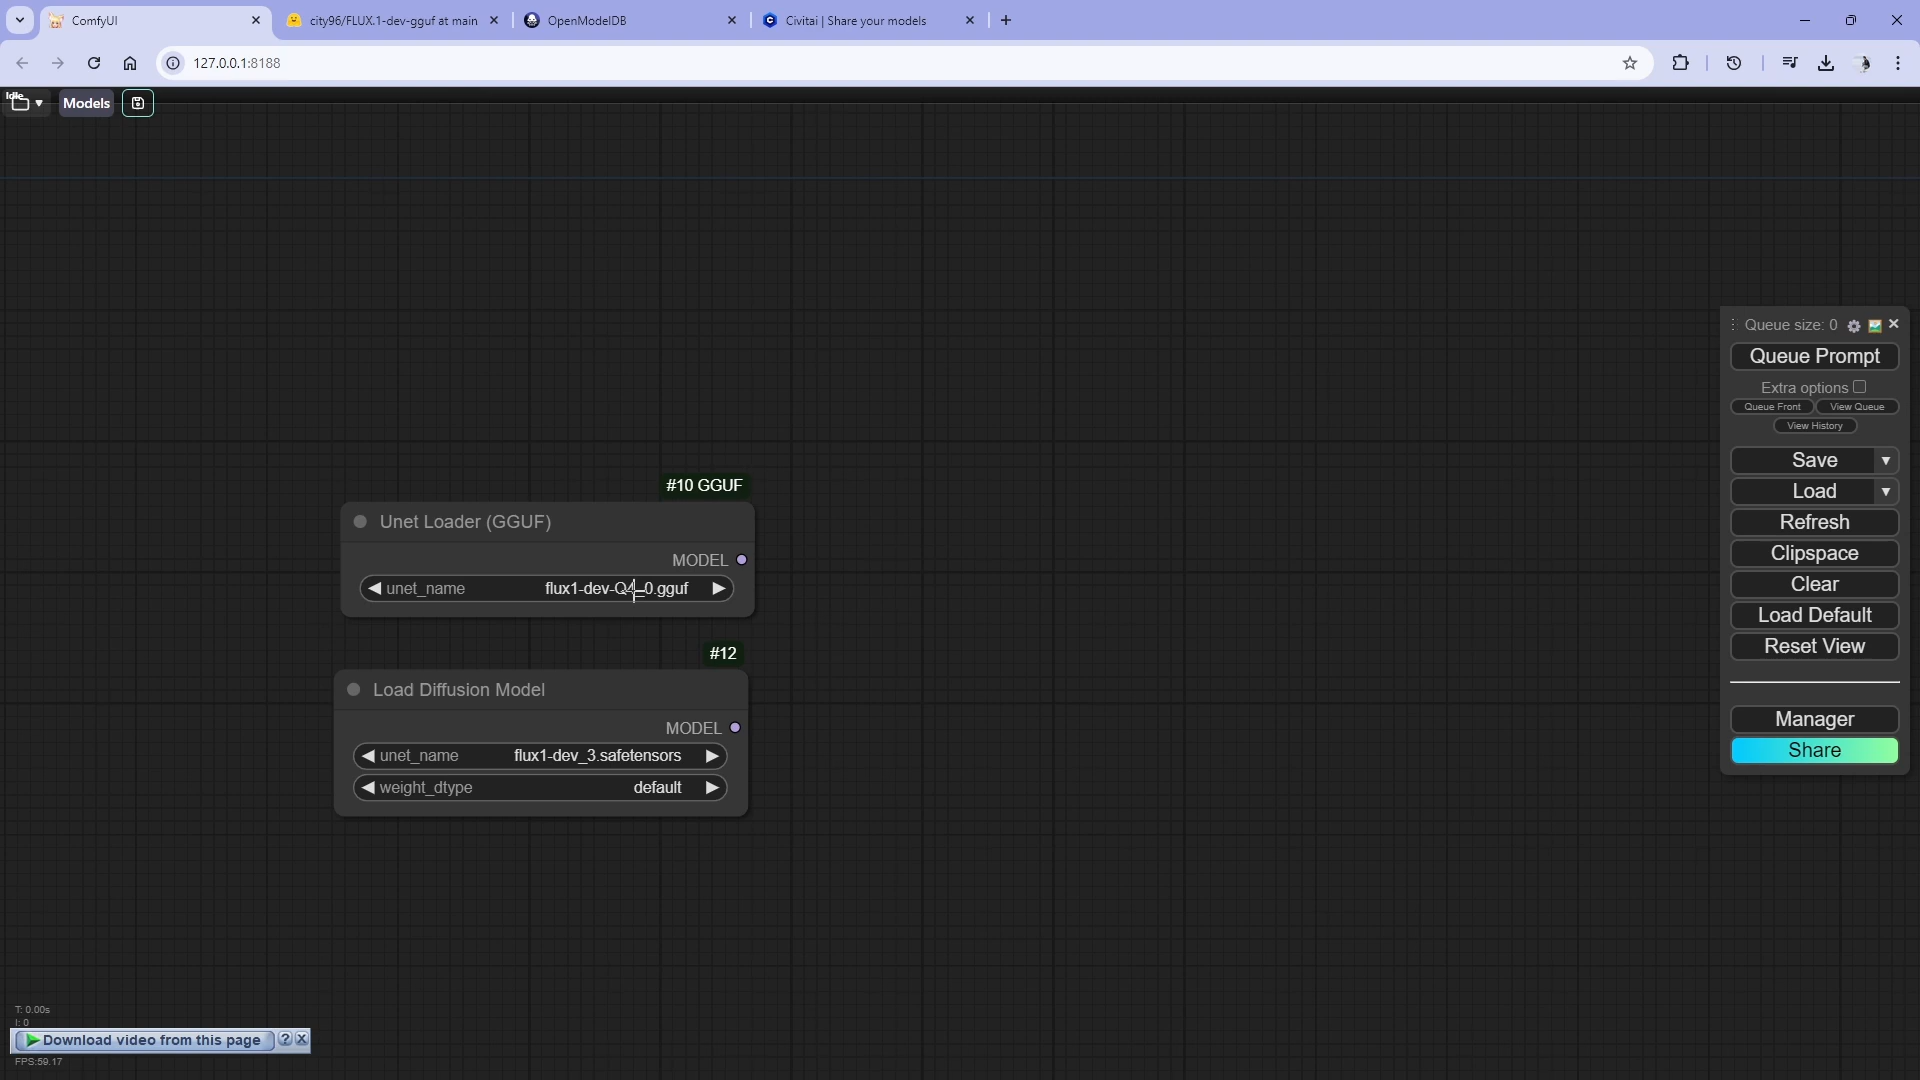 ComfyUI
city96/FLUX.1-dev-gguf at main
OpenModelDB
Civitai | Share your models
127.0.0.1:8188
Idle
Models
Queue size: 0
Queue Prompt
Extra options
Queue Front
View Queue
View History
Save
Load
Refresh
Clipspace
Clear
Load Default
Reset View
Manager
Share
#10 GGUF
Unet Loader (GGUF)
MODEL
unet_name flux1-dev-Q4_0.gguf
#12
Load Diffusion Model
MODEL
unet_name flux1-dev_3.safetensors
weight_dtype default
T: 0.00s
I: 0
Download video from this page
FPS:59.17